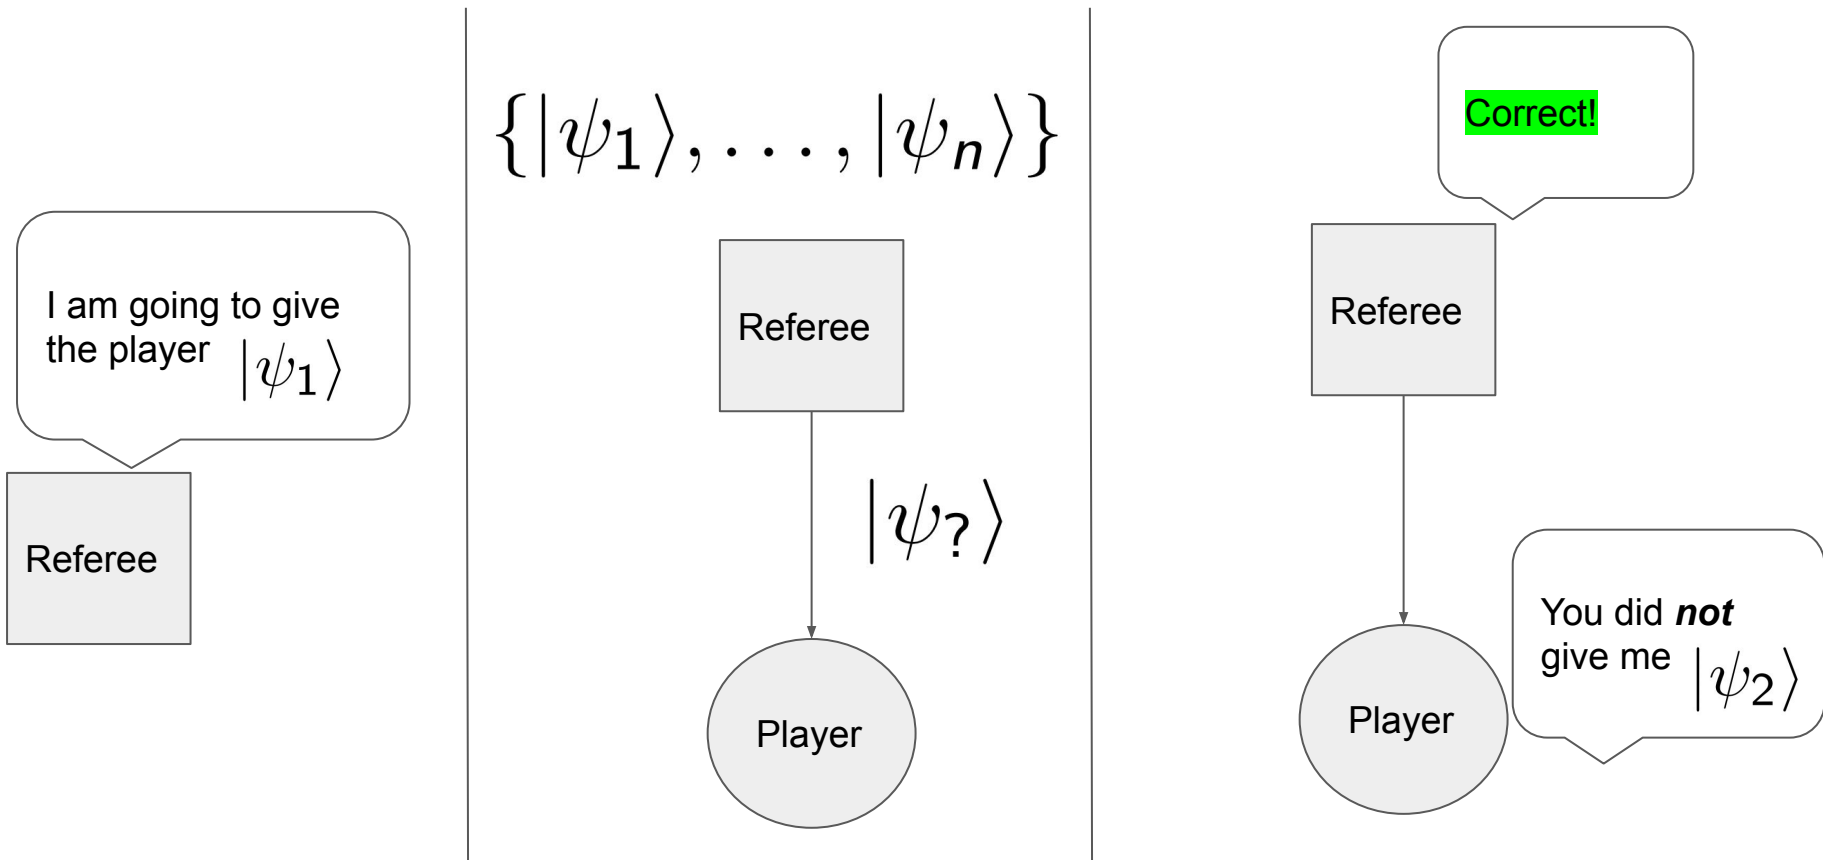 I am going to give
the player |ψ₁⟩
Referee
{|ψ₁⟩, . . . , |ψₙ⟩}
Referee
|ψ?⟩
Player
Correct!
Referee
You did not
give me |ψ₂⟩
Player